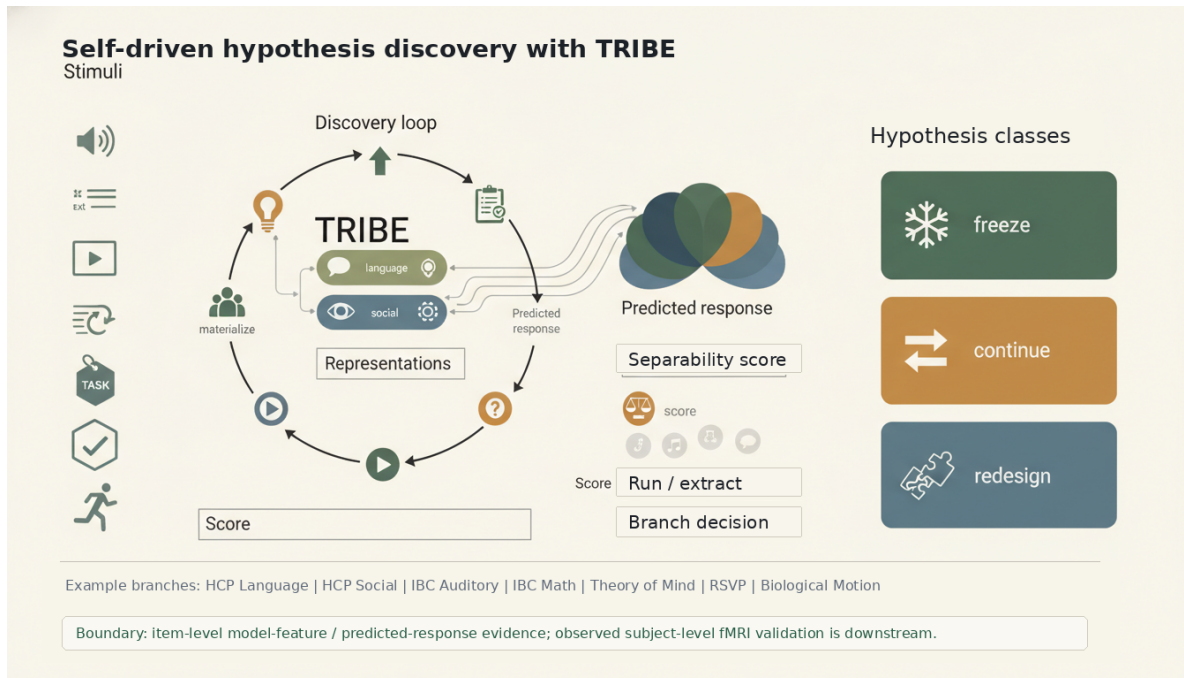 Self-driven hypothesis discovery with TRIBE
Stimuli
Ext
TASK
Discovery loop
TRIBE
language
social
materialize
Predicted
response
Representations
Score
Predicted response
Separability score
score
Score
Run / extract
Branch decision
Hypothesis classes
freeze
continue
redesign
Example branches: HCP Language | HCP Social | IBC Auditory | IBC Math | Theory of Mind | RSVP | Biological Motion
Boundary: item-level model-feature / predicted-response evidence; observed subject-level fMRI validation is downstream.